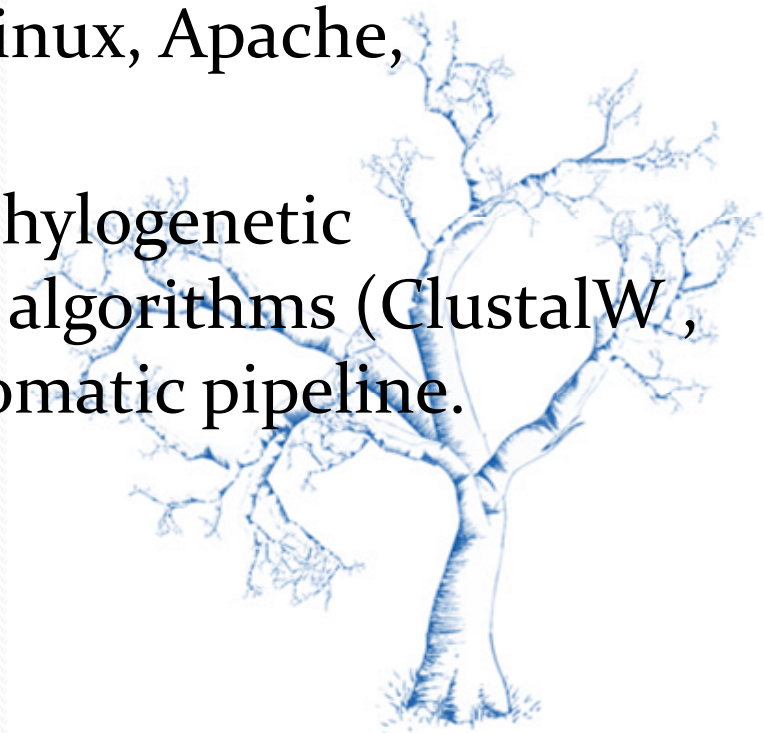 inux, Apache,
hylogenetic
algorithms (ClustalW ,
omatic pipeline.